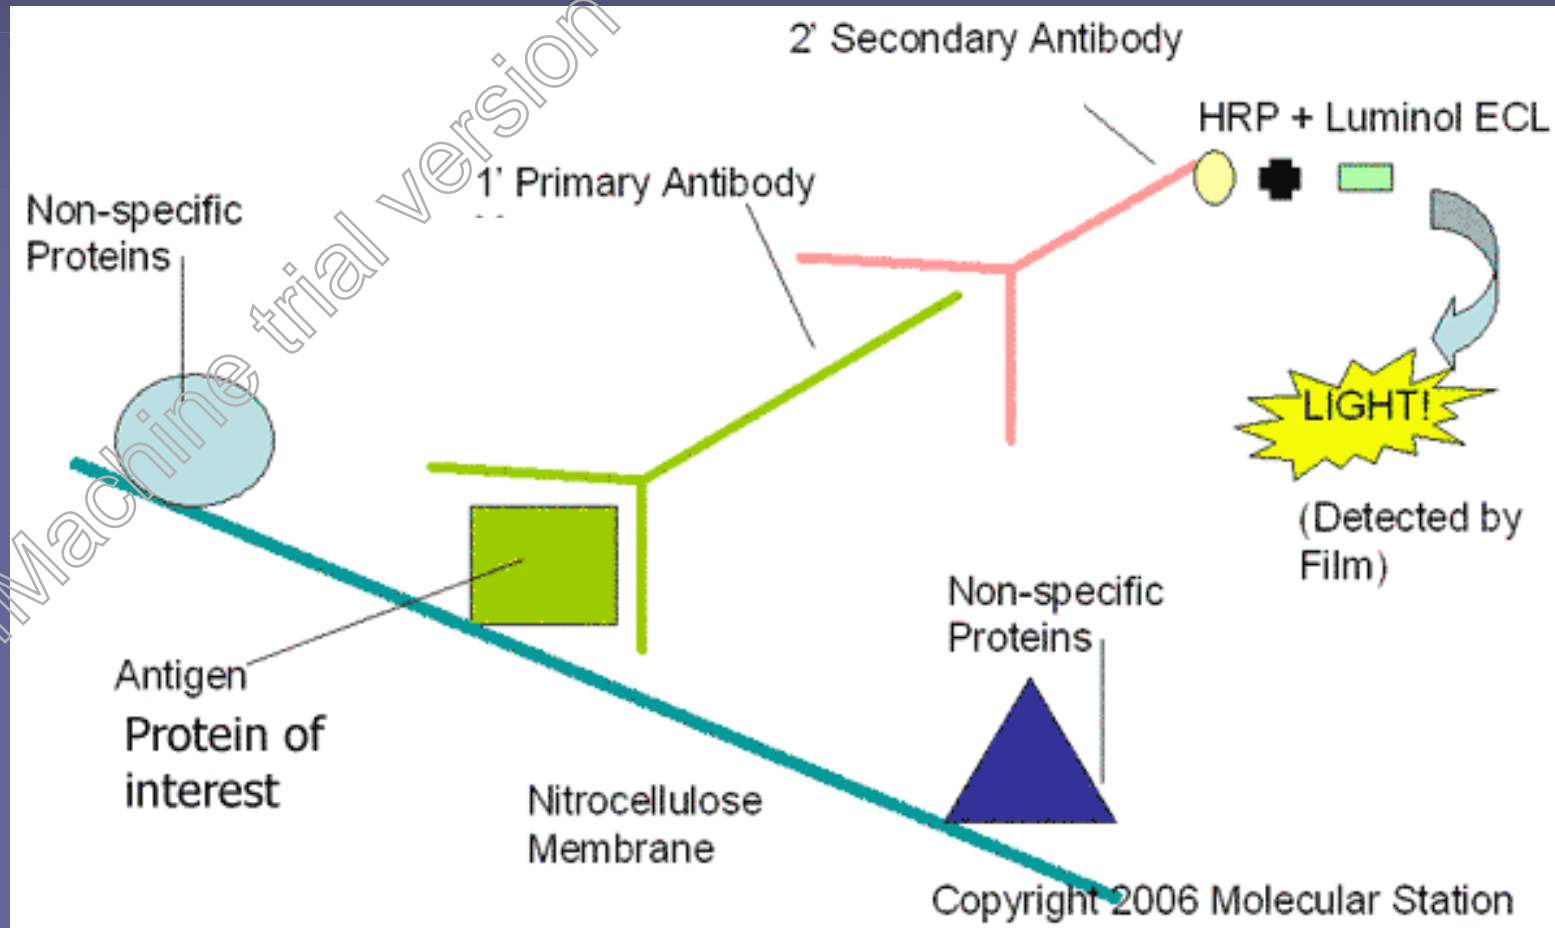 2' Secondary Antibody
HRP + Luminol ECL
1' Primary Antibody
Non-specific
Proteins
LIGHT!
(Detected by
Film)
Non-specific
Proteins
Antigen
Protein of
interest
Nitrocellulose
Membrane
Copyright 2006 Molecular Station
Machine trial version